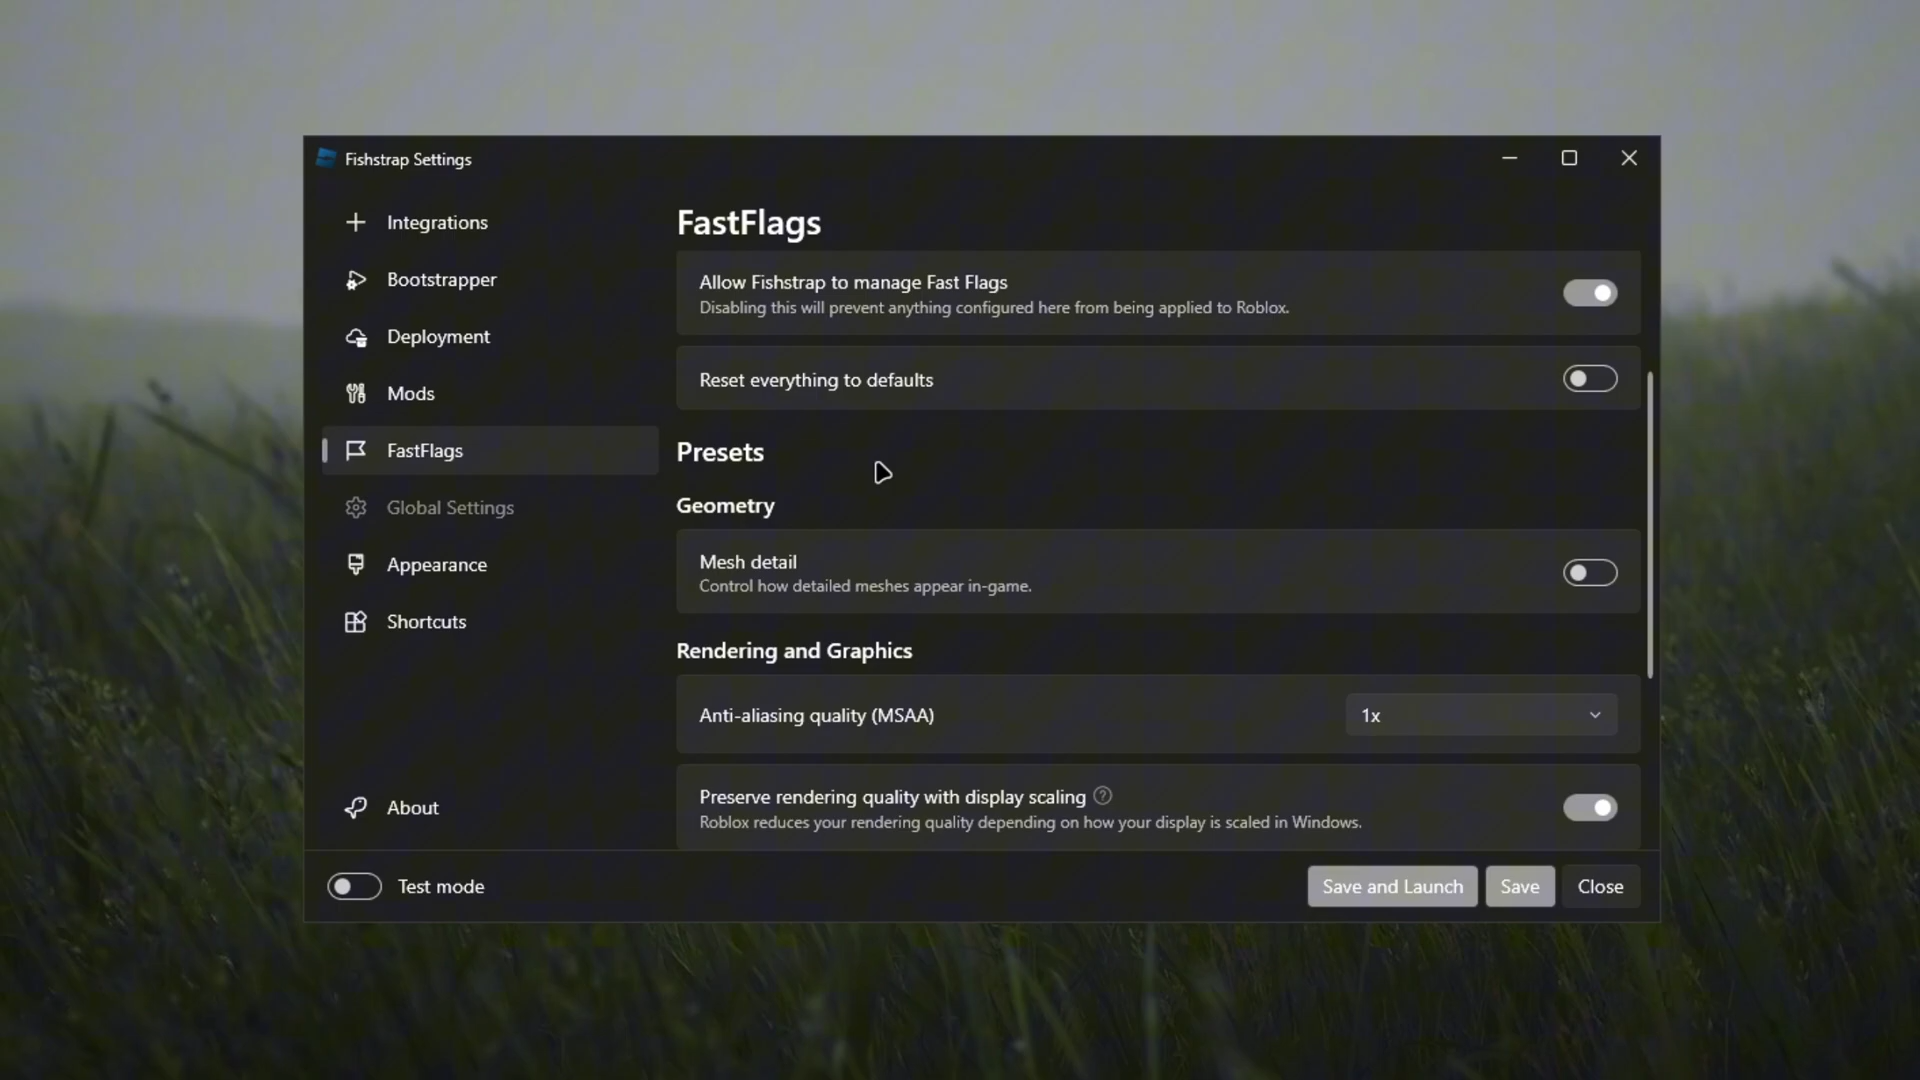 Fishstrap Settings
Integrations
Bootstrapper
Deployment
Mods
FastFlags
Global Settings
Appearance
Shortcuts
About
FastFlags
Allow Fishstrap to manage Fast Flags
Disabling this will prevent anything configured here from being applied to Roblox.
Reset everything to defaults
Presets
Geometry
Mesh detail
Control how detailed meshes appear in-game.
Rendering and Graphics
Anti-aliasing quality (MSAA)
1x
Preserve rendering quality with display scaling ?
Roblox reduces your rendering quality depending on how your display is scaled in Windows.
Test mode
Save and Launch
Save
Close